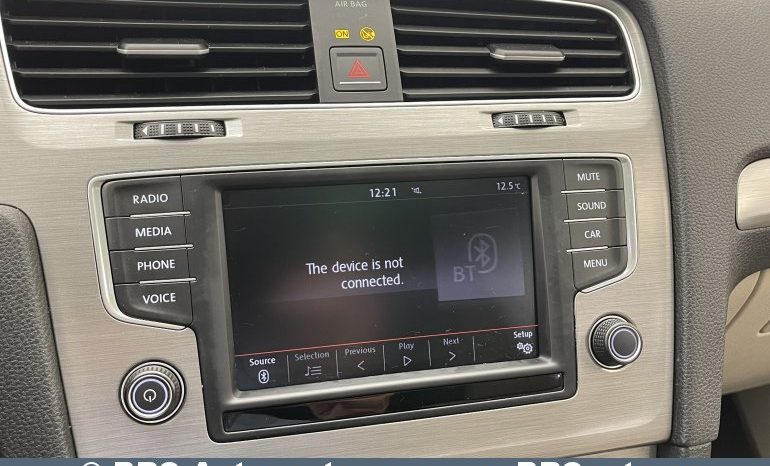 AIR BAG
ON
12:21
12.5 °C
RADIO
MEDIA
PHONE
VOICE
MUTE
SOUND
CAR
MENU
The device is not
connected.
BT
Source
Selection
Previous
Play
Next
Setup